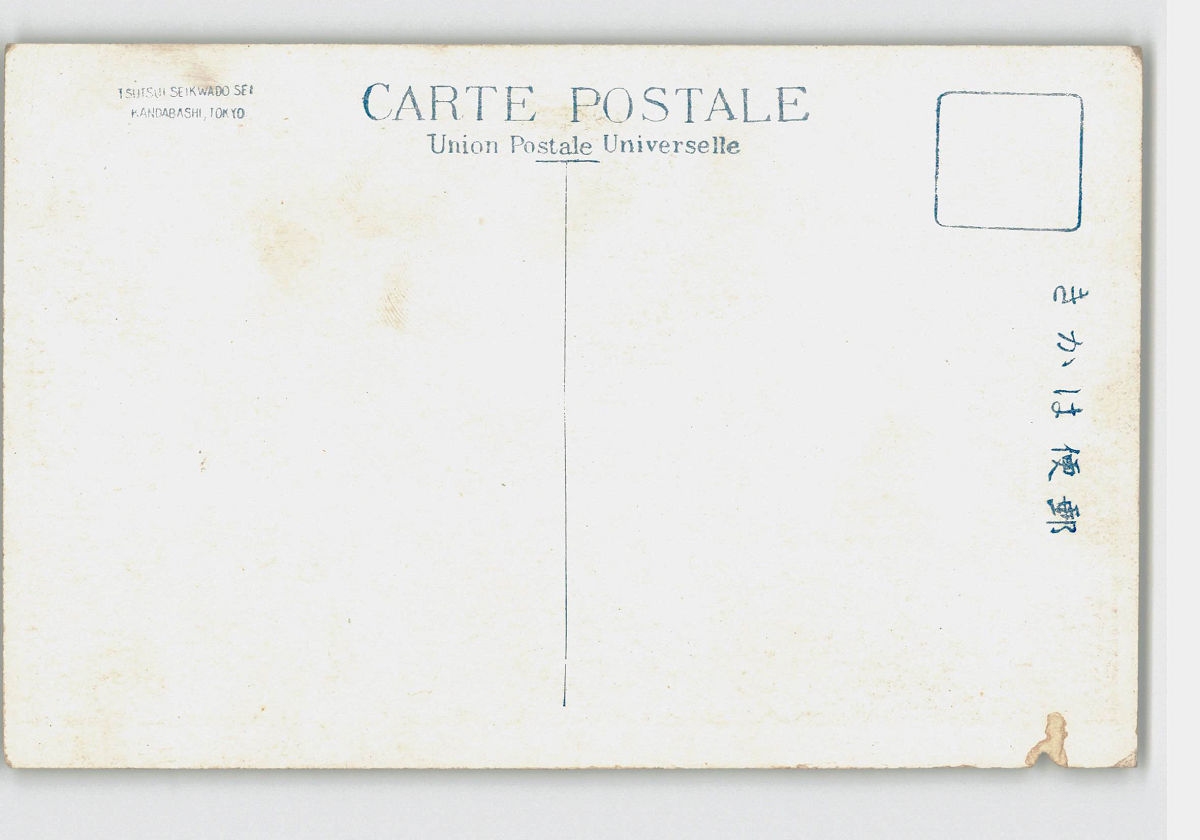 TSUTSUI SEIKWADO SEI
KANDABASHI, TOKYO
CARTE POSTALE
Union Postale Universelle
郵便はかき